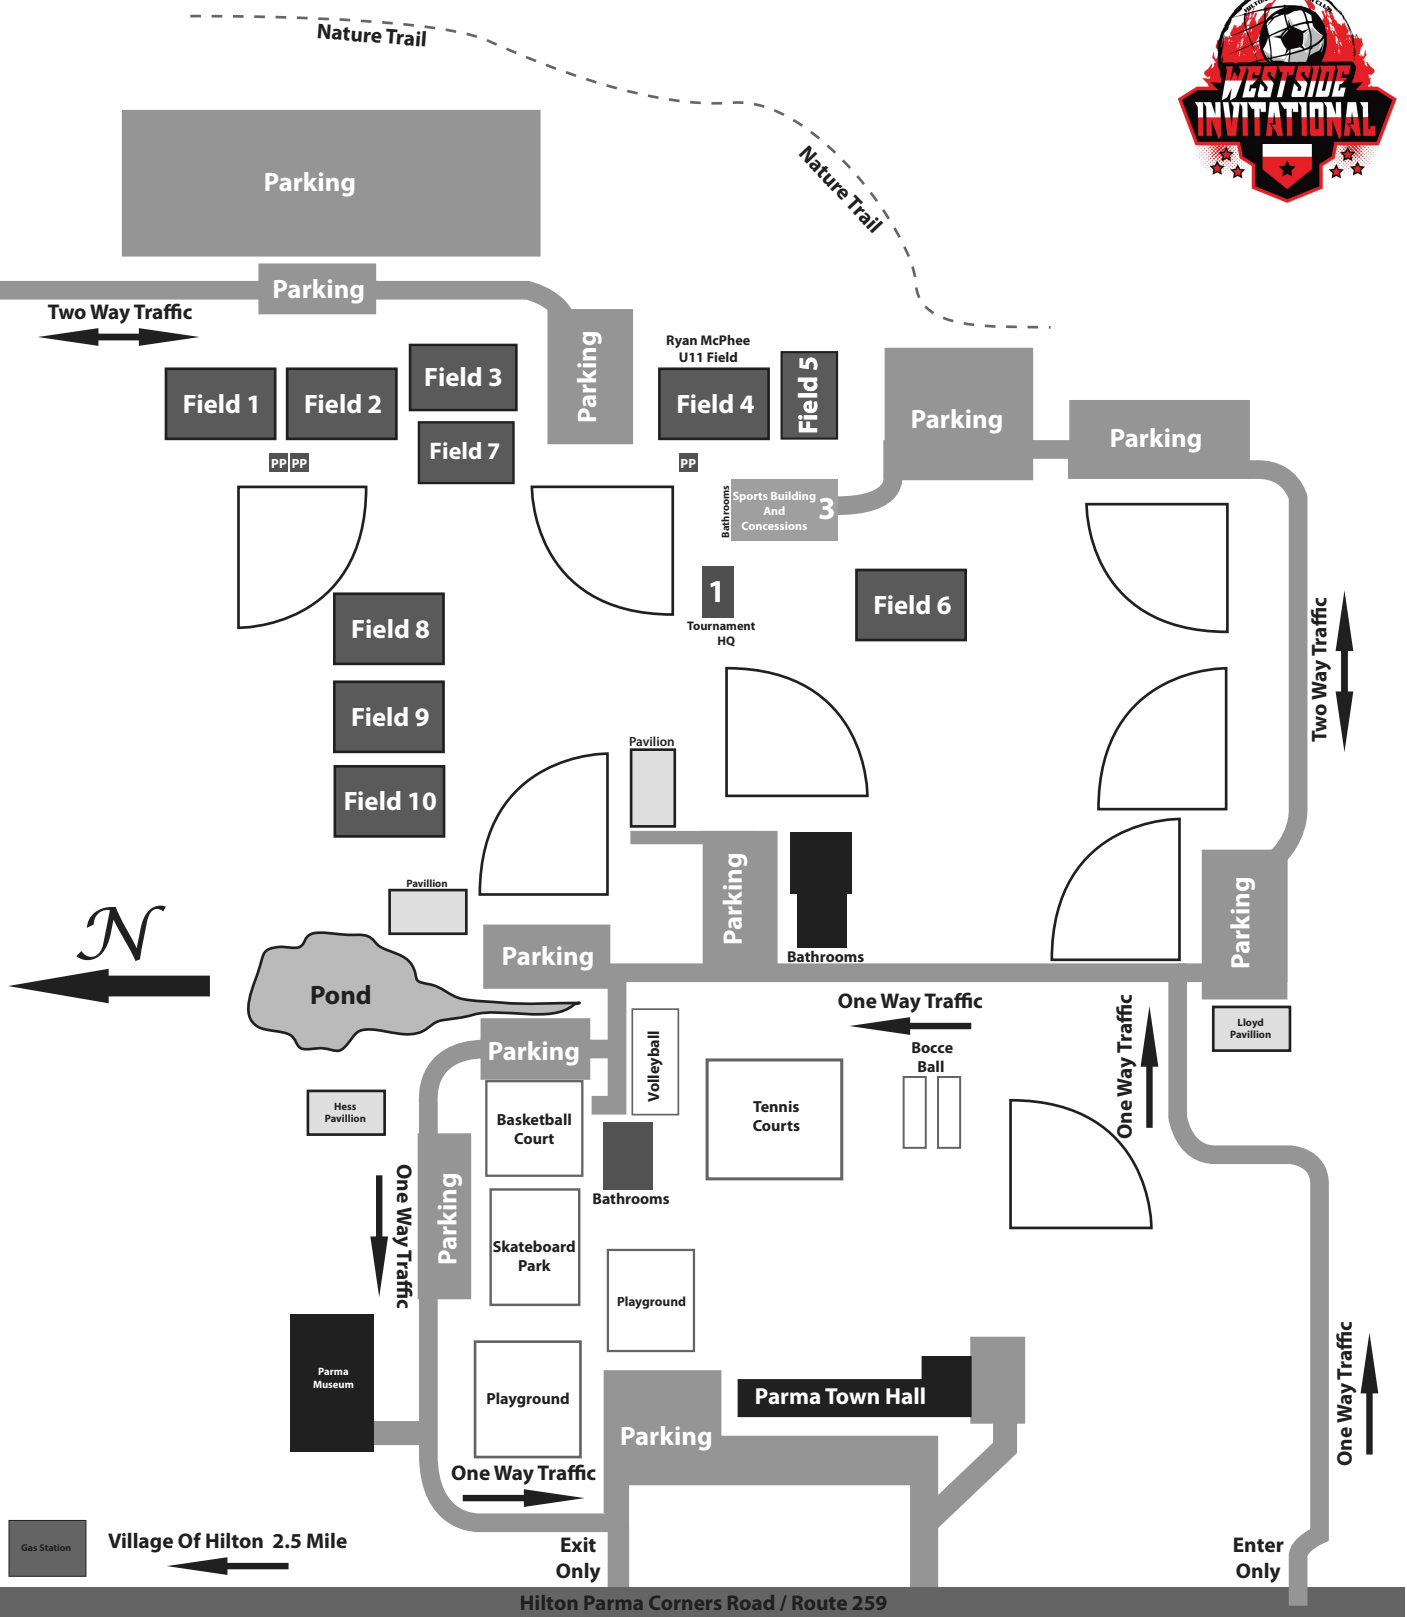 Nature Trail
WESTSIDE
INVITATIONAL
Nature Trail
Parking
Parking
Two Way Traffic
Parking
Ryan McPhee
U11 Field
Field 1
Field 2
Field 3
Field 7
Field 4
Field 5
Parking
Parking
PP
PP
PP
Bathrooms
Sports Building
And
Concessions
3
1
Tournament
HQ
Field 6
Field 8
Field 9
Field 10
Two Way Traffic
Pavilion
Parking
Pavillion
Parking
Bathrooms
Parking
N
Pond
One Way Traffic
Lloyd
Pavillion
Parking
Volleyball
Bocce
Ball
One Way Traffic
Hess
Pavillion
Basketball
Court
Tennis
Courts
One Way Traffic
Parking
Bathrooms
Skateboard
Park
Playground
Parma
Museum
Playground
Parma Town Hall
Parking
One Way Traffic
One Way Traffic
Gas Station
Village Of Hilton 2.5 Mile
Exit
Only
Enter
Only
Hilton Parma Corners Road / Route 259